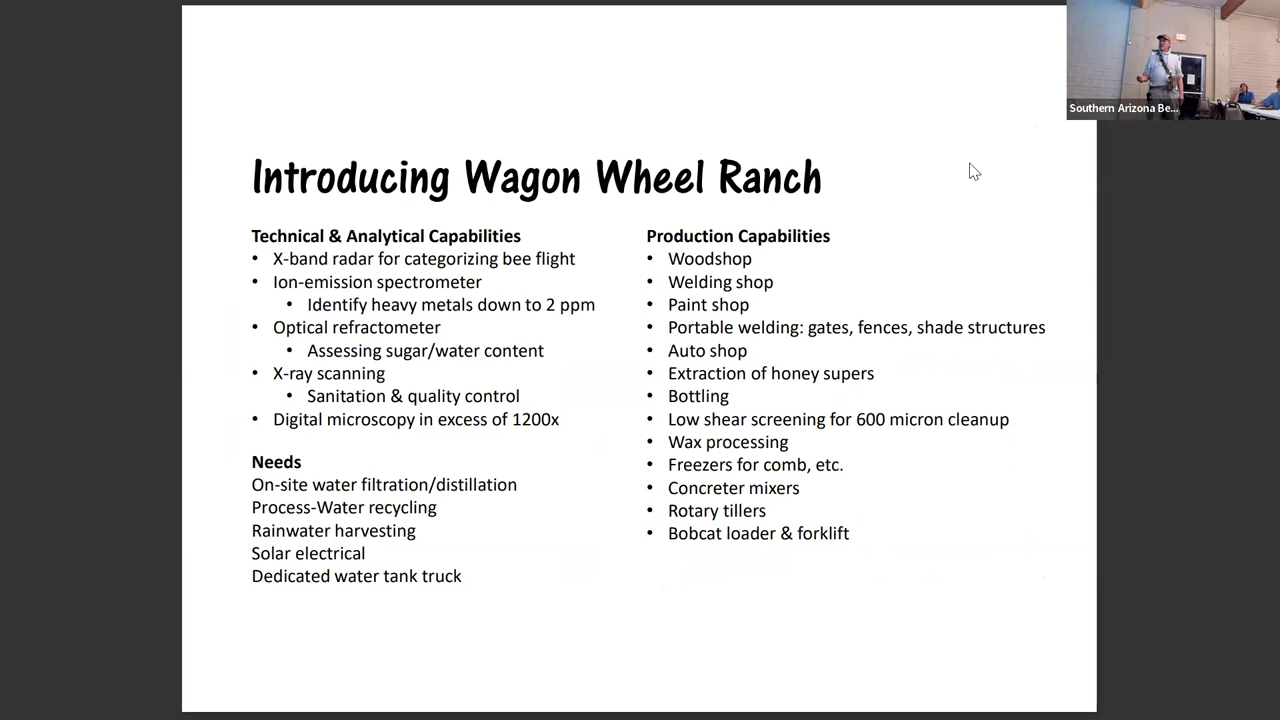 Introducing Wagon Wheel Ranch
Technical & Analytical Capabilities
• X-band radar for categorizing bee flight
• Ion-emission spectrometer
• Identify heavy metals down to 2 ppm
• Optical refractometer
• Assessing sugar/water content
• X-ray scanning
• Sanitation & quality control
• Digital microscopy in excess of 1200x
Needs
On-site water filtration/distillation
Process-Water recycling
Rainwater harvesting
Solar electrical
Dedicated water tank truck
Production Capabilities
• Woodshop
• Welding shop
• Paint shop
• Portable welding: gates, fences, shade structures
• Auto shop
• Extraction of honey supers
• Bottling
• Low shear screening for 600 micron cleanup
• Wax processing
• Freezers for comb, etc.
• Concreter mixers
• Rotary tillers
• Bobcat loader & forklift
Southern Arizona Be...